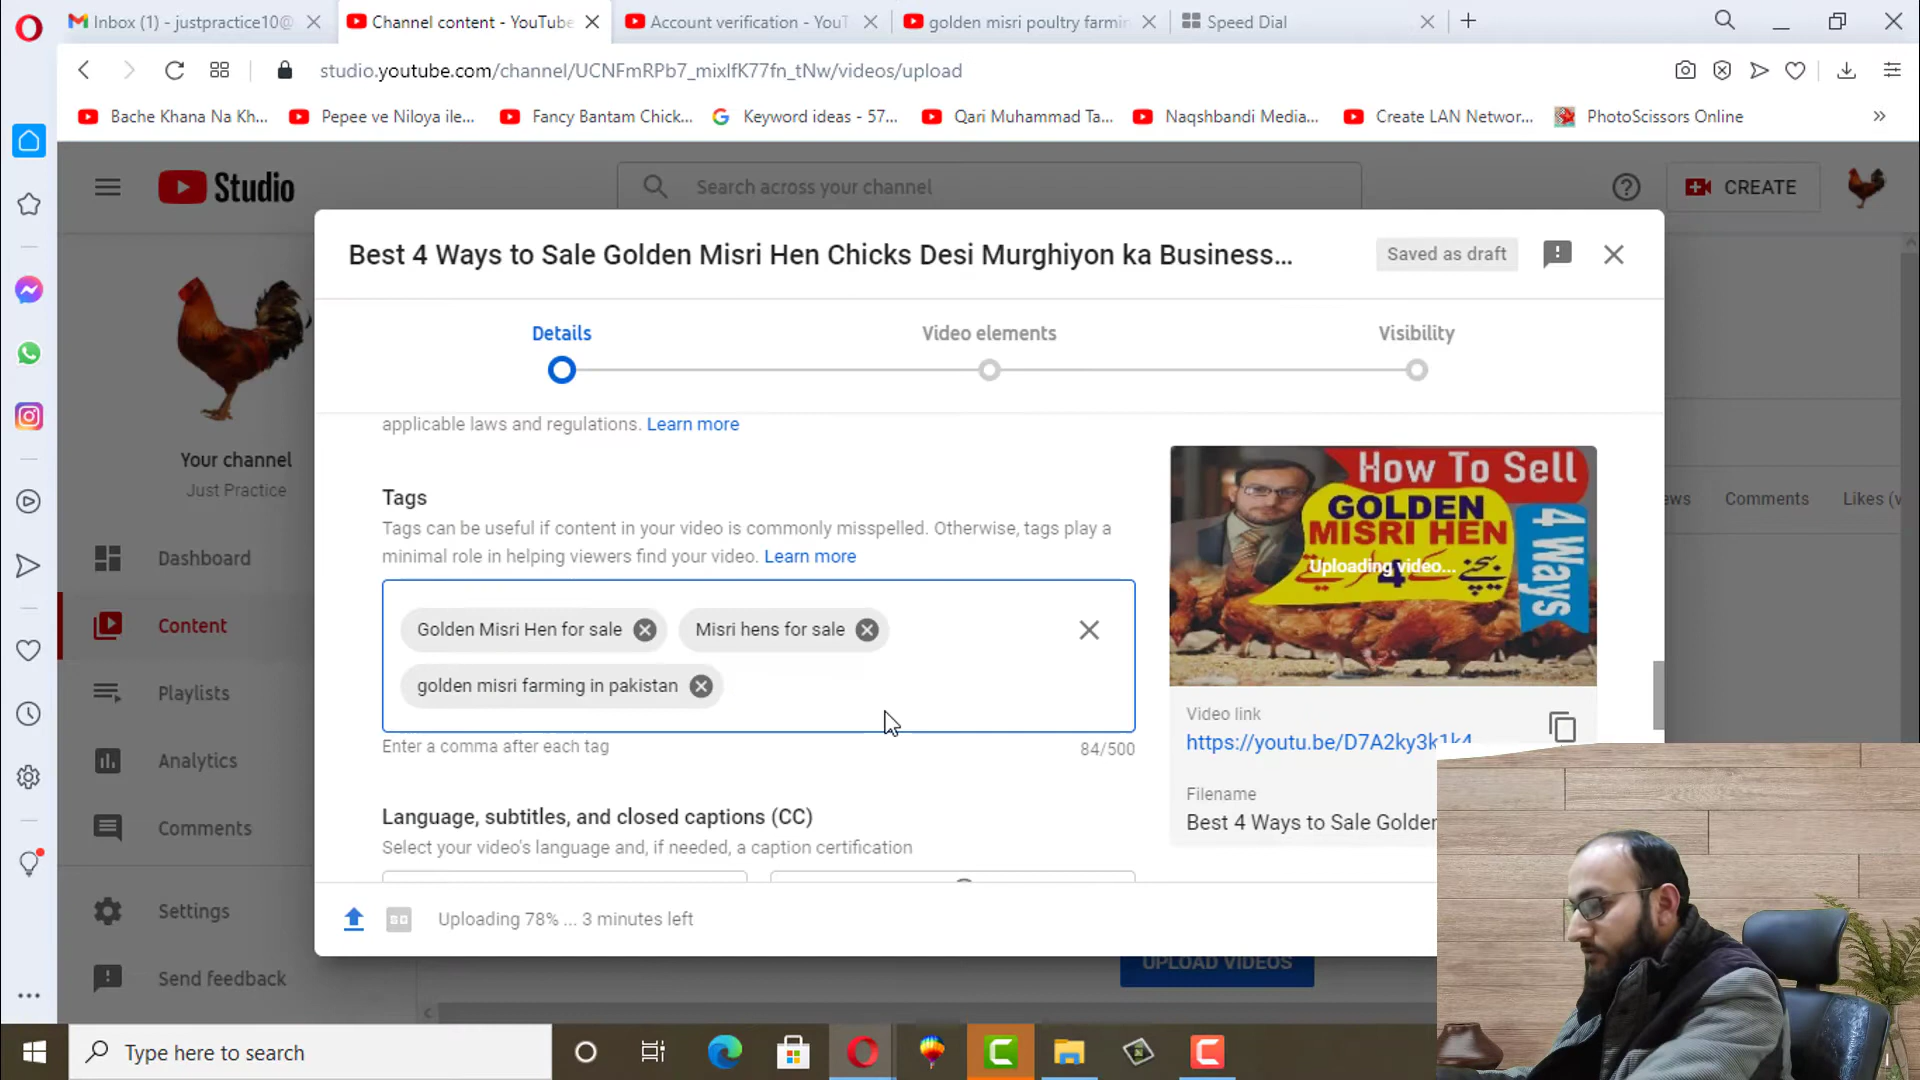 Inbox (1) - justpractice10@
Channel content - YouTube
Account verification - YouT
golden misri poultry farmin
Speed Dial
studio.youtube.com/channel/UCNFmRPb7_mixlfK77fn_tNw/videos/upload
Bache Khana Na Kh...
Pepee ve Niloya ile...
Fancy Bantam Chick...
Keyword ideas - 57...
Qari Muhammad Ta...
Naqshbandi Media...
Create LAN Networ...
PhotoScissors Online
Studio
Search across your channel
CREATE
Best 4 Ways to Sale Golden Misri Hen Chicks Desi Murghiyon ka Business...
Saved as draft
Details
Video elements
Visibility
applicable laws and regulations. Learn more
Your channel
Just Practice
Dashboard
Content
Playlists
Analytics
Comments
Settings
Send feedback
Tags
Tags can be useful if content in your video is commonly misspelled. Otherwise, tags play a
minimal role in helping viewers find your video. Learn more
Golden Misri Hen for sale
Misri hens for sale
golden misri farming in pakistan
Enter a comma after each tag
84/500
Language, subtitles, and closed captions (CC)
Select your video's language and, if needed, a caption certification
How To Sell
GOLDEN
MISRI HEN
4 Ways
Uploading video...
بیچنے کے 4 طریقے
Video link
https://youtu.be/D7A2ky3k1k4
Filename
Best 4 Ways to Sale Golden
Comments
Likes (v
Uploading 78% ... 3 minutes left
UPLOAD VIDEOS
Type here to search